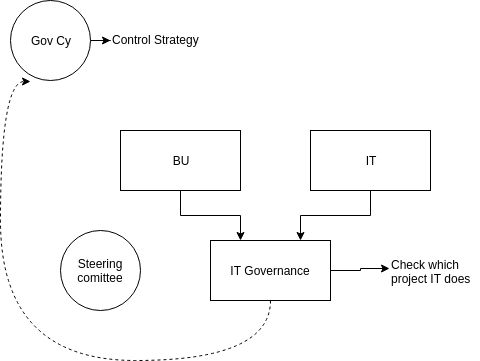 Gov Cy
Control Strategy
BU
IT
Steering
comittee
IT Governance
Check which
project IT does